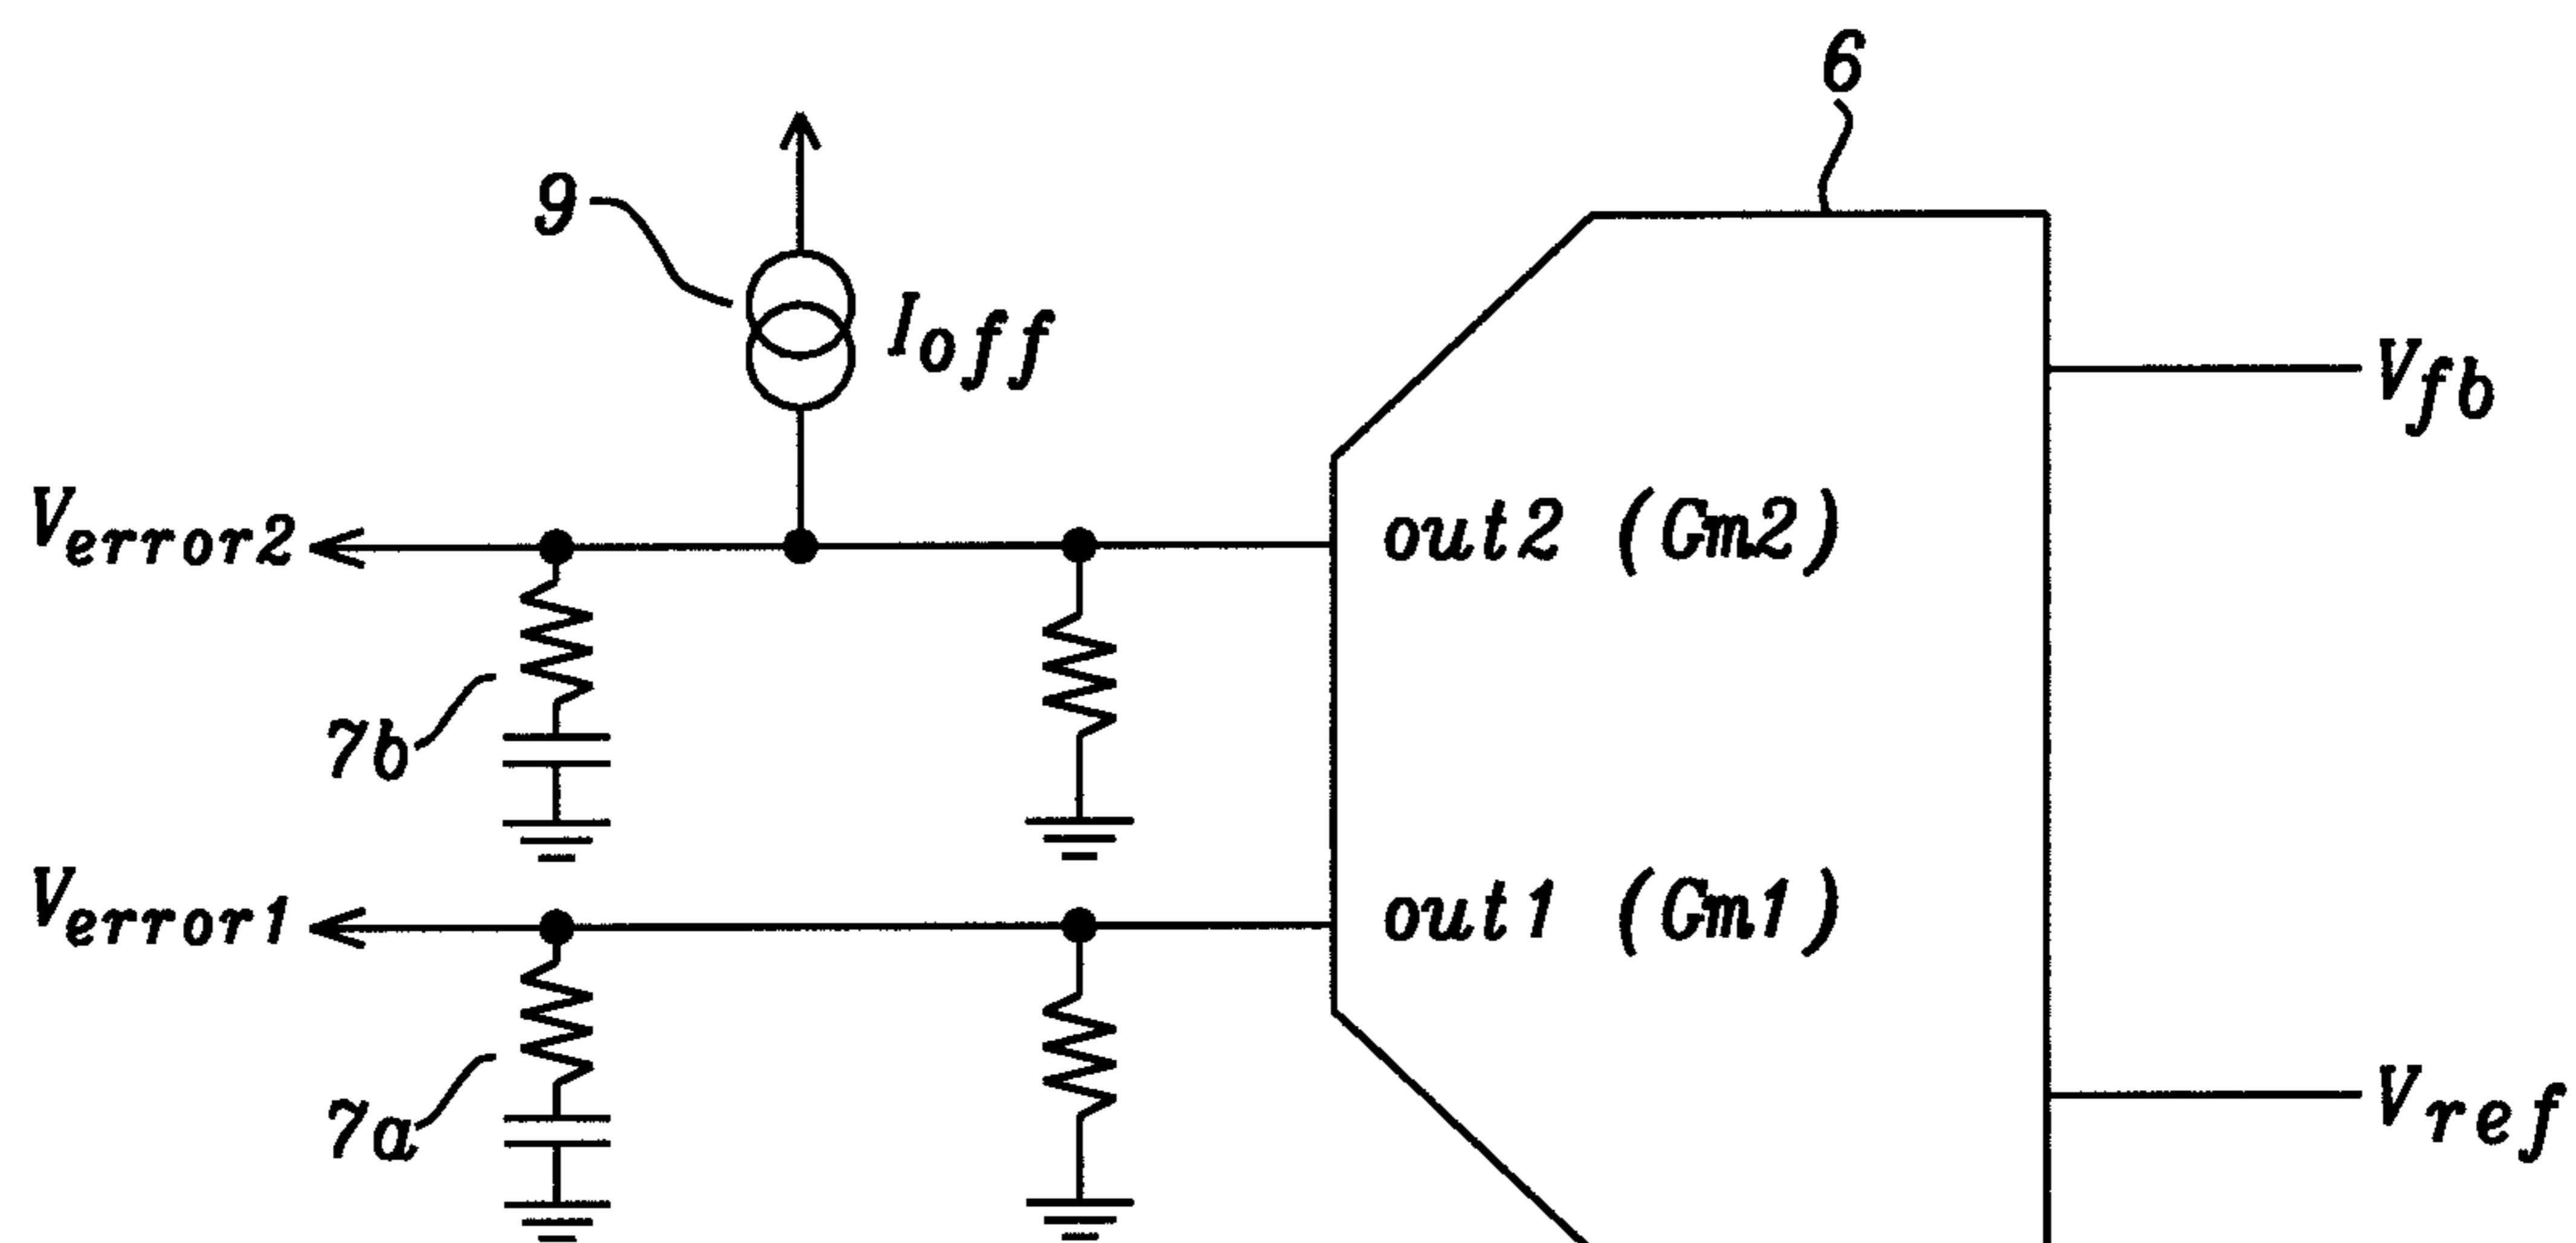 6
9
Ioff
Vfb
Verror2
out2 (Gm2)
7b
Verror1
out1 (Gm1)
Vref
7a